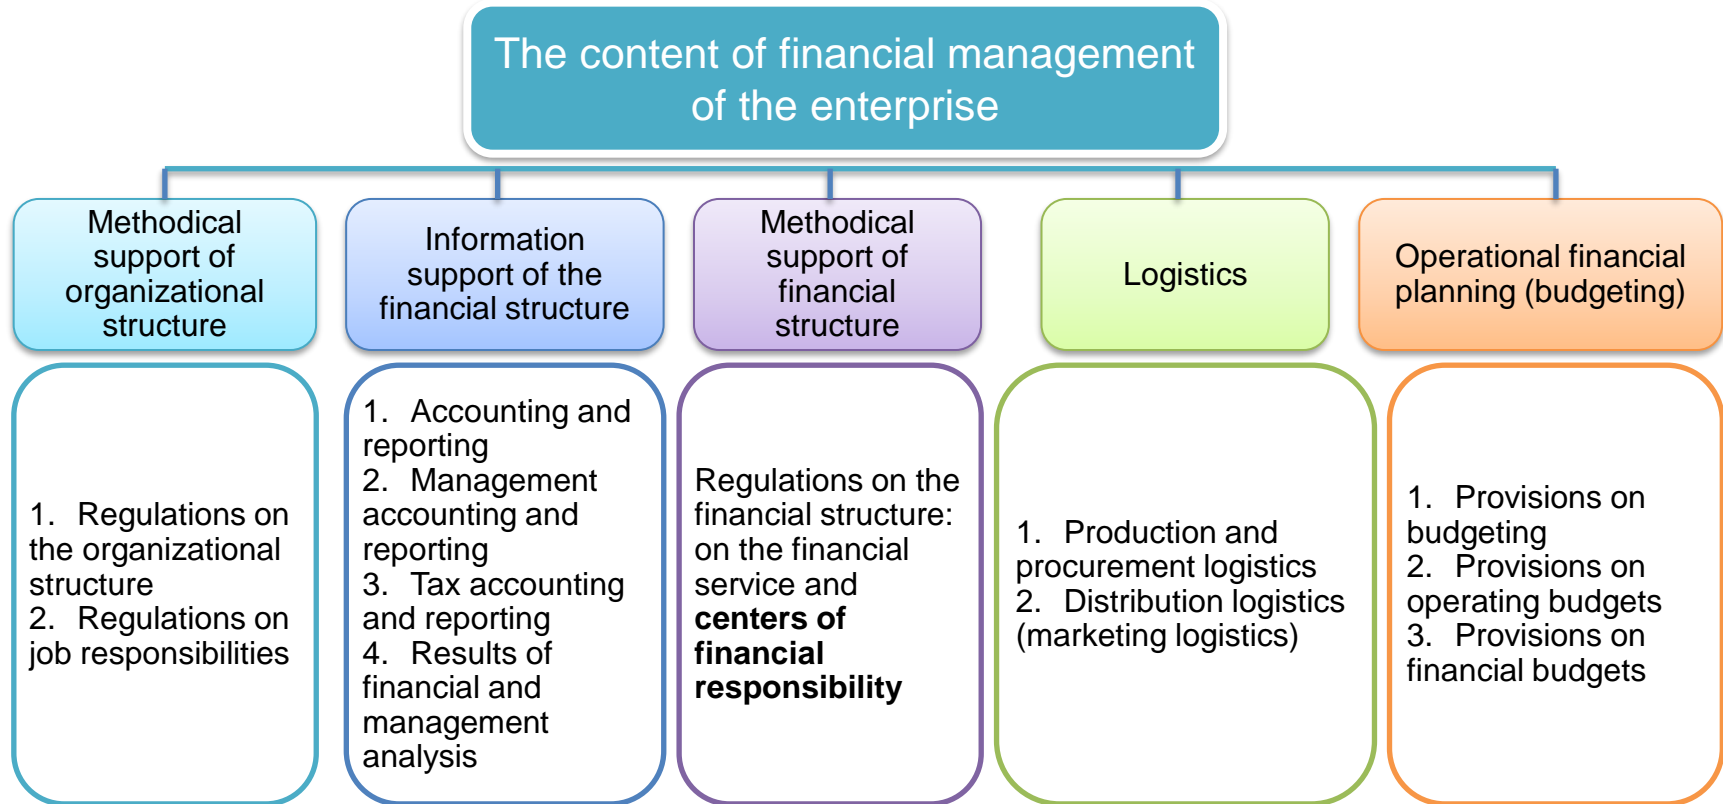 The content of financial management
of the enterprise
Methodical
support of
organizational
structure
Information
support of the
financial structure
Methodical
support of
financial
structure
Logistics
Operational financial
planning (budgeting)
1. Regulations on
the organizational
structure
2. Regulations on
job responsibilities
1. Accounting and
reporting
2. Management
accounting and
reporting
3. Tax accounting
and reporting
4. Results of
financial and
management
analysis
Regulations on the
financial structure:
on the financial
service and
centers of
financial
responsibility
1. Production and
procurement logistics
2. Distribution logistics
(marketing logistics)
1. Provisions on
budgeting
2. Provisions on
operating budgets
3. Provisions on
financial budgets